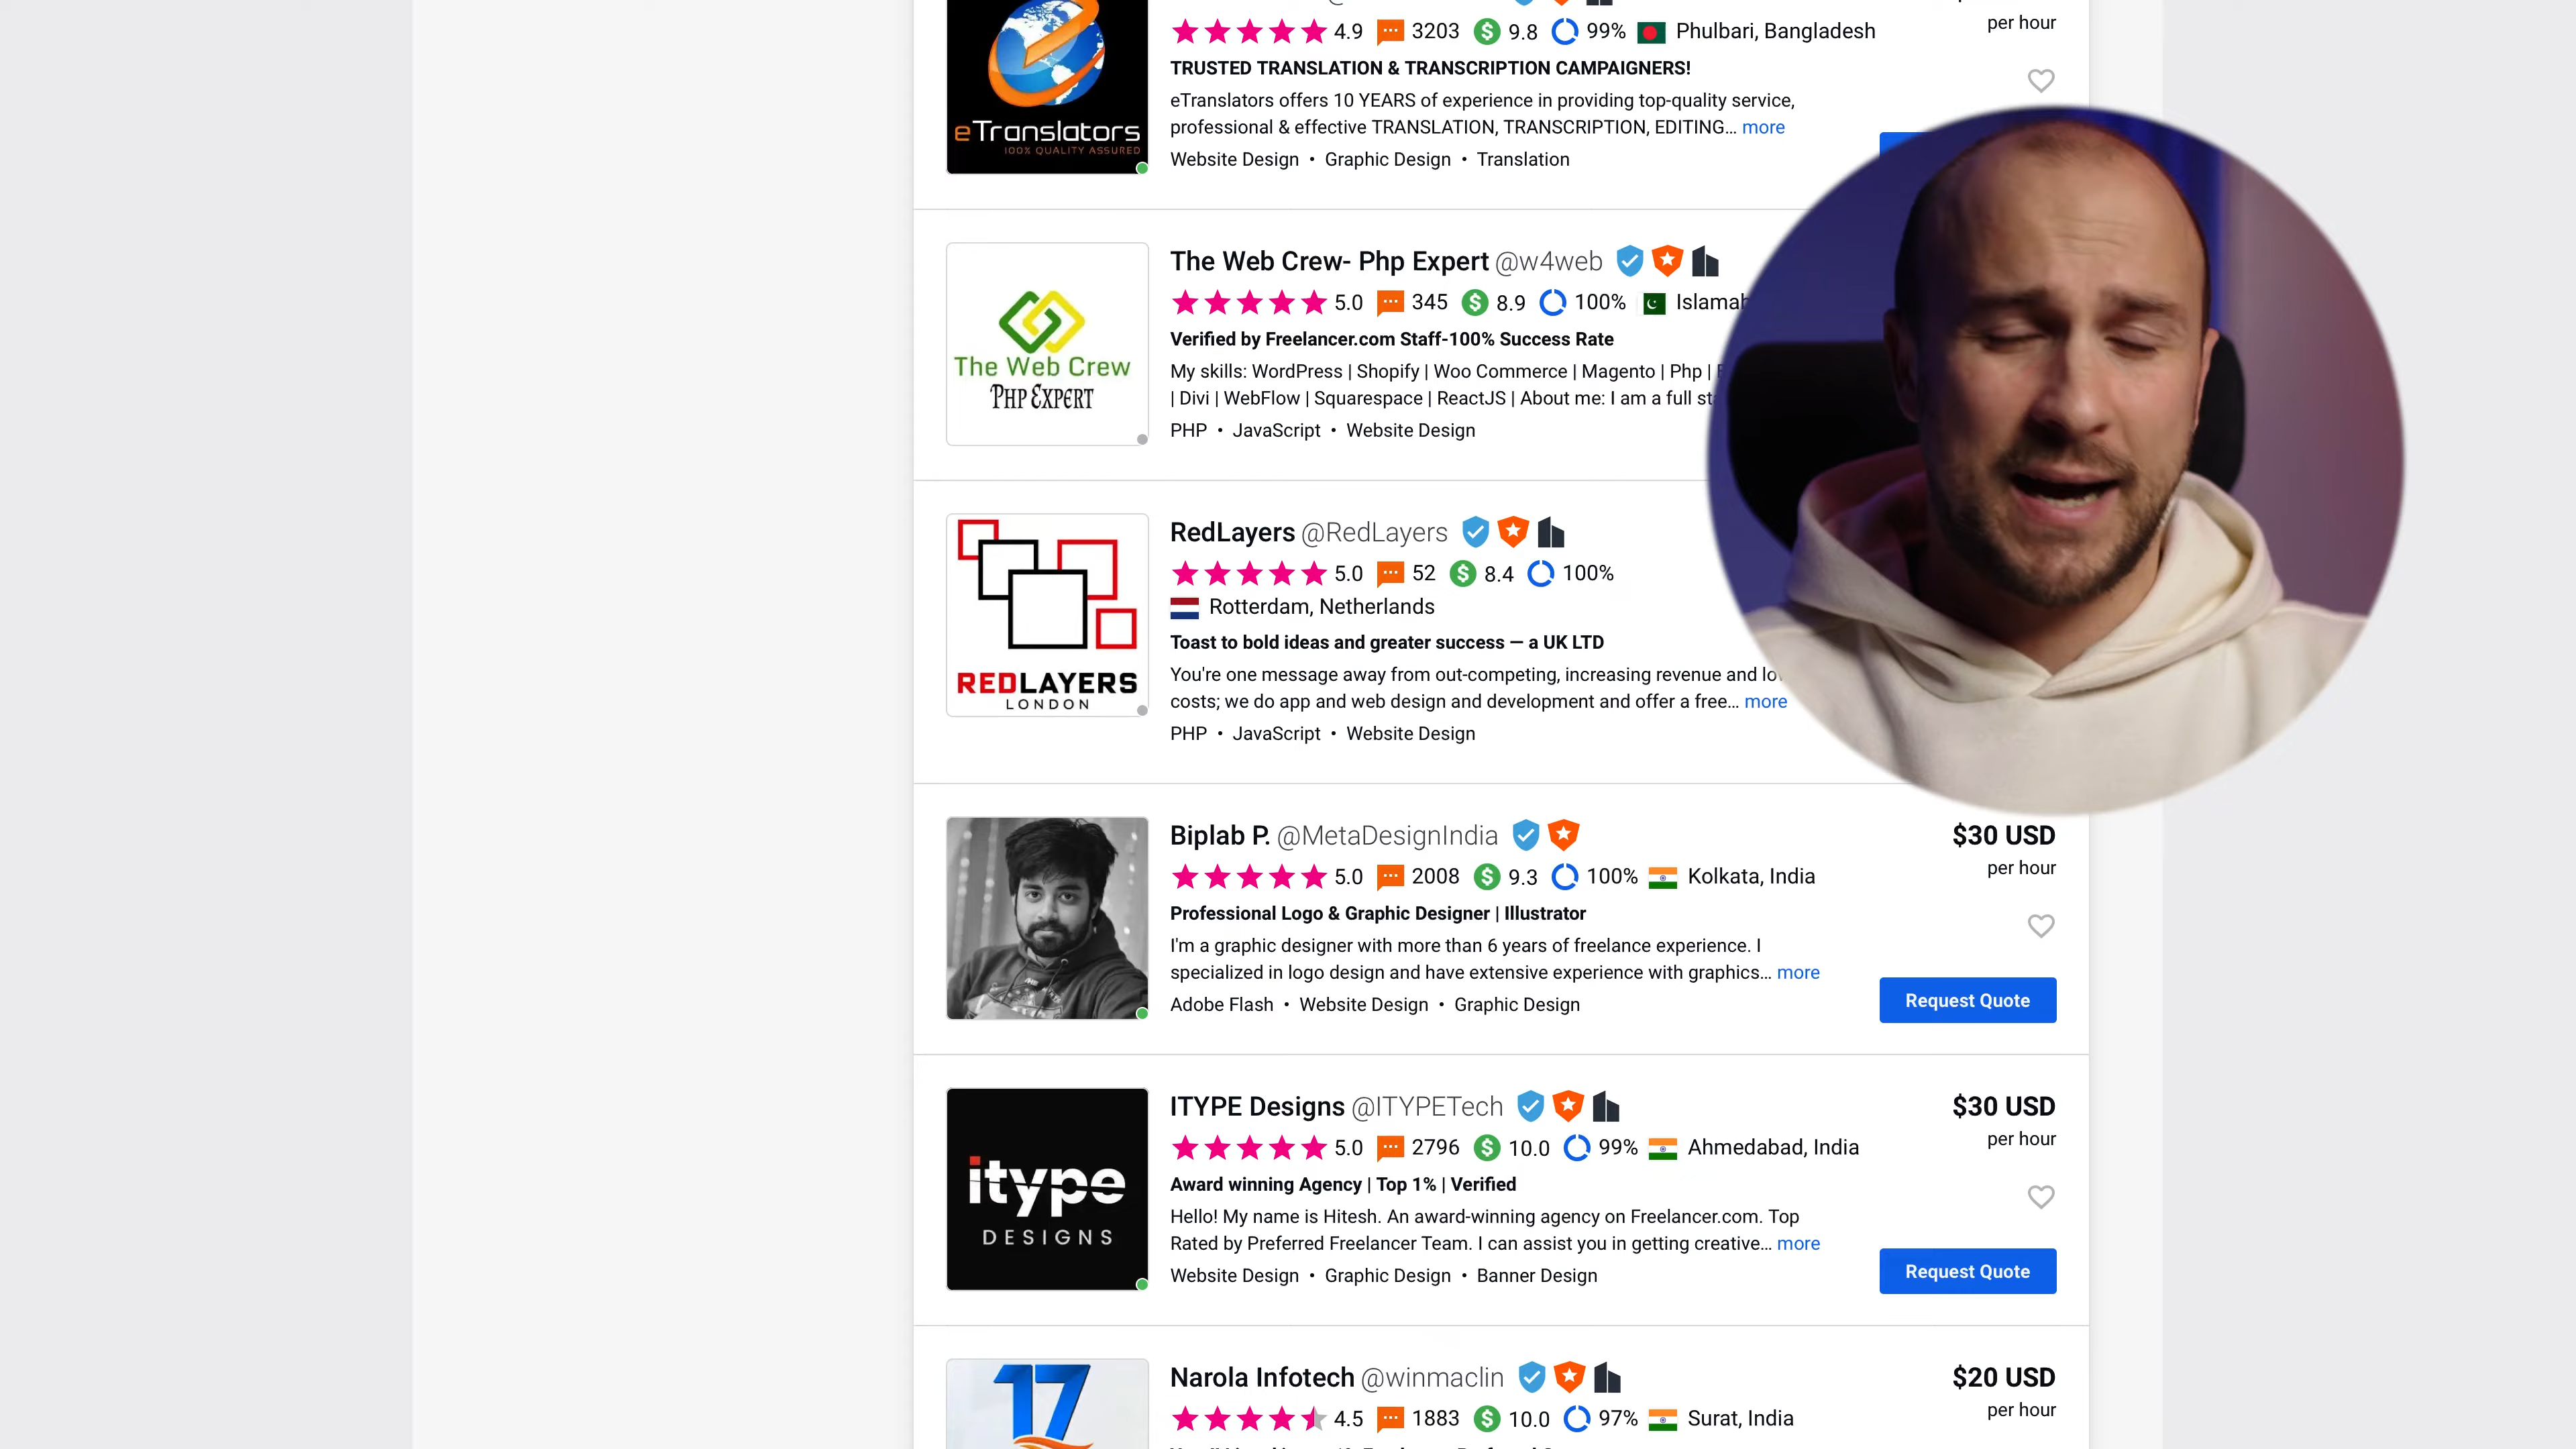 per hour
4.9 3203 9.8 99% Phulbari, Bangladesh
TRUSTED TRANSLATION & TRANSCRIPTION CAMPAIGNERS!
eTranslators offers 10 YEARS of experience in providing top-quality service,
professional & effective TRANSLATION, TRANSCRIPTION, EDITING... more
Website Design • Graphic Design • Translation
eTranslators
100% QUALITY ASSURED
The Web Crew- Php Expert @w4web
5.0 345 8.9 100%
Verified by Freelancer.com Staff-100% Success Rate
My skills: WordPress | Shopify | Woo Commerce | Magento | Php |
| Divi | WebFlow | Squarespace | ReactJS | About me: I am a full
PHP • JavaScript • Website Design
The Web Crew
PHP EXPERT
RedLayers @RedLayers
5.0 52 8.4 100%
Rotterdam, Netherlands
Toast to bold ideas and greater success — a UK LTD
You're one message away from out-competing, increasing revenue and
costs; we do app and web design and development and offer a free... more
PHP • JavaScript • Website Design
REDLAYERS
LONDON
Biplab P. @MetaDesignIndia
$30 USD
per hour
5.0 2008 9.3 100% Kolkata, India
Professional Logo & Graphic Designer | Illustrator
I'm a graphic designer with more than 6 years of freelance experience. I
specialized in logo design and have extensive experience with graphics... more
Adobe Flash • Website Design • Graphic Design
Request Quote
ITYPE Designs @ITYPETech
$30 USD
per hour
5.0 2796 10.0 99% Ahmedabad, India
Award winning Agency | Top 1% | Verified
Hello! My name is Hitesh. An award-winning agency on Freelancer.com. Top
Rated by Preferred Freelancer Team. I can assist you in getting creative... more
Website Design • Graphic Design • Banner Design
Request Quote
itype
DESIGNS
Narola Infotech @winmaclin
$20 USD
per hour
4.5 1883 10.0 97% Surat, India
17